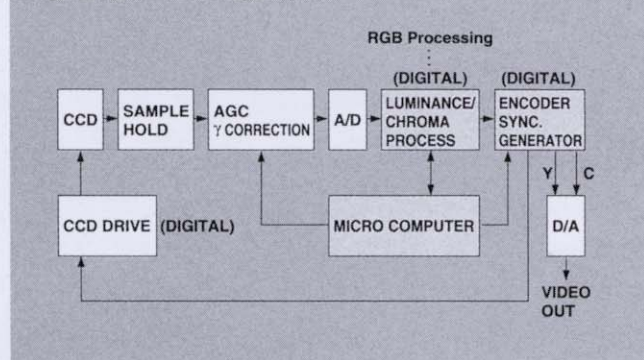 RGB Processing
(DIGITAL)
(DIGITAL)
CCD
SAMPLE
HOLD
AGC
γ CORRECTION
A/D
LUMINANCE/
CHROMA
PROCESS
ENCODER
SYNC.
GENERATOR
Y
C
CCD DRIVE
(DIGITAL)
MICRO COMPUTER
D/A
VIDEO
OUT